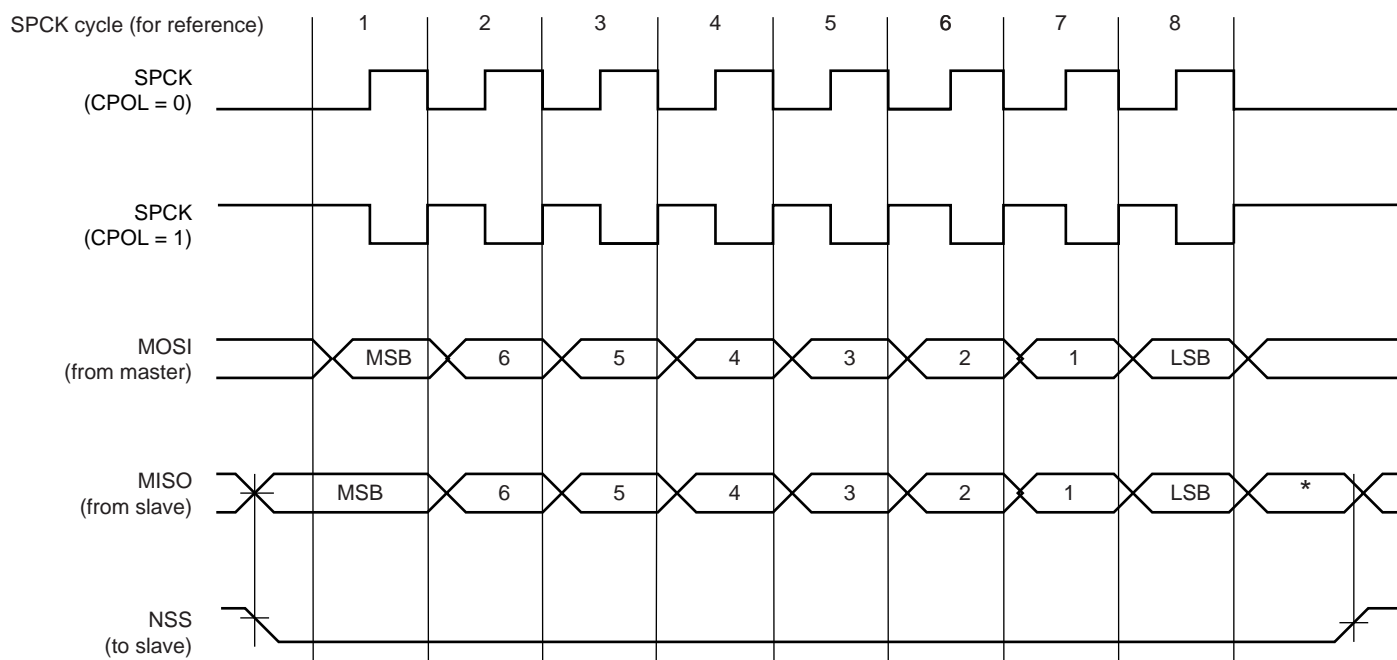 SPCK cycle (for reference) 1 2 3 4 5 6 7 8
SPCK
(CPOL = 0)
SPCK
(CPOL = 1)
MOSI
(from master)
MSB 6 5 4 3 2 1 LSB
MISO
(from slave)
MSB 6 5 4 3 2 1 LSB *
NSS
(to slave)